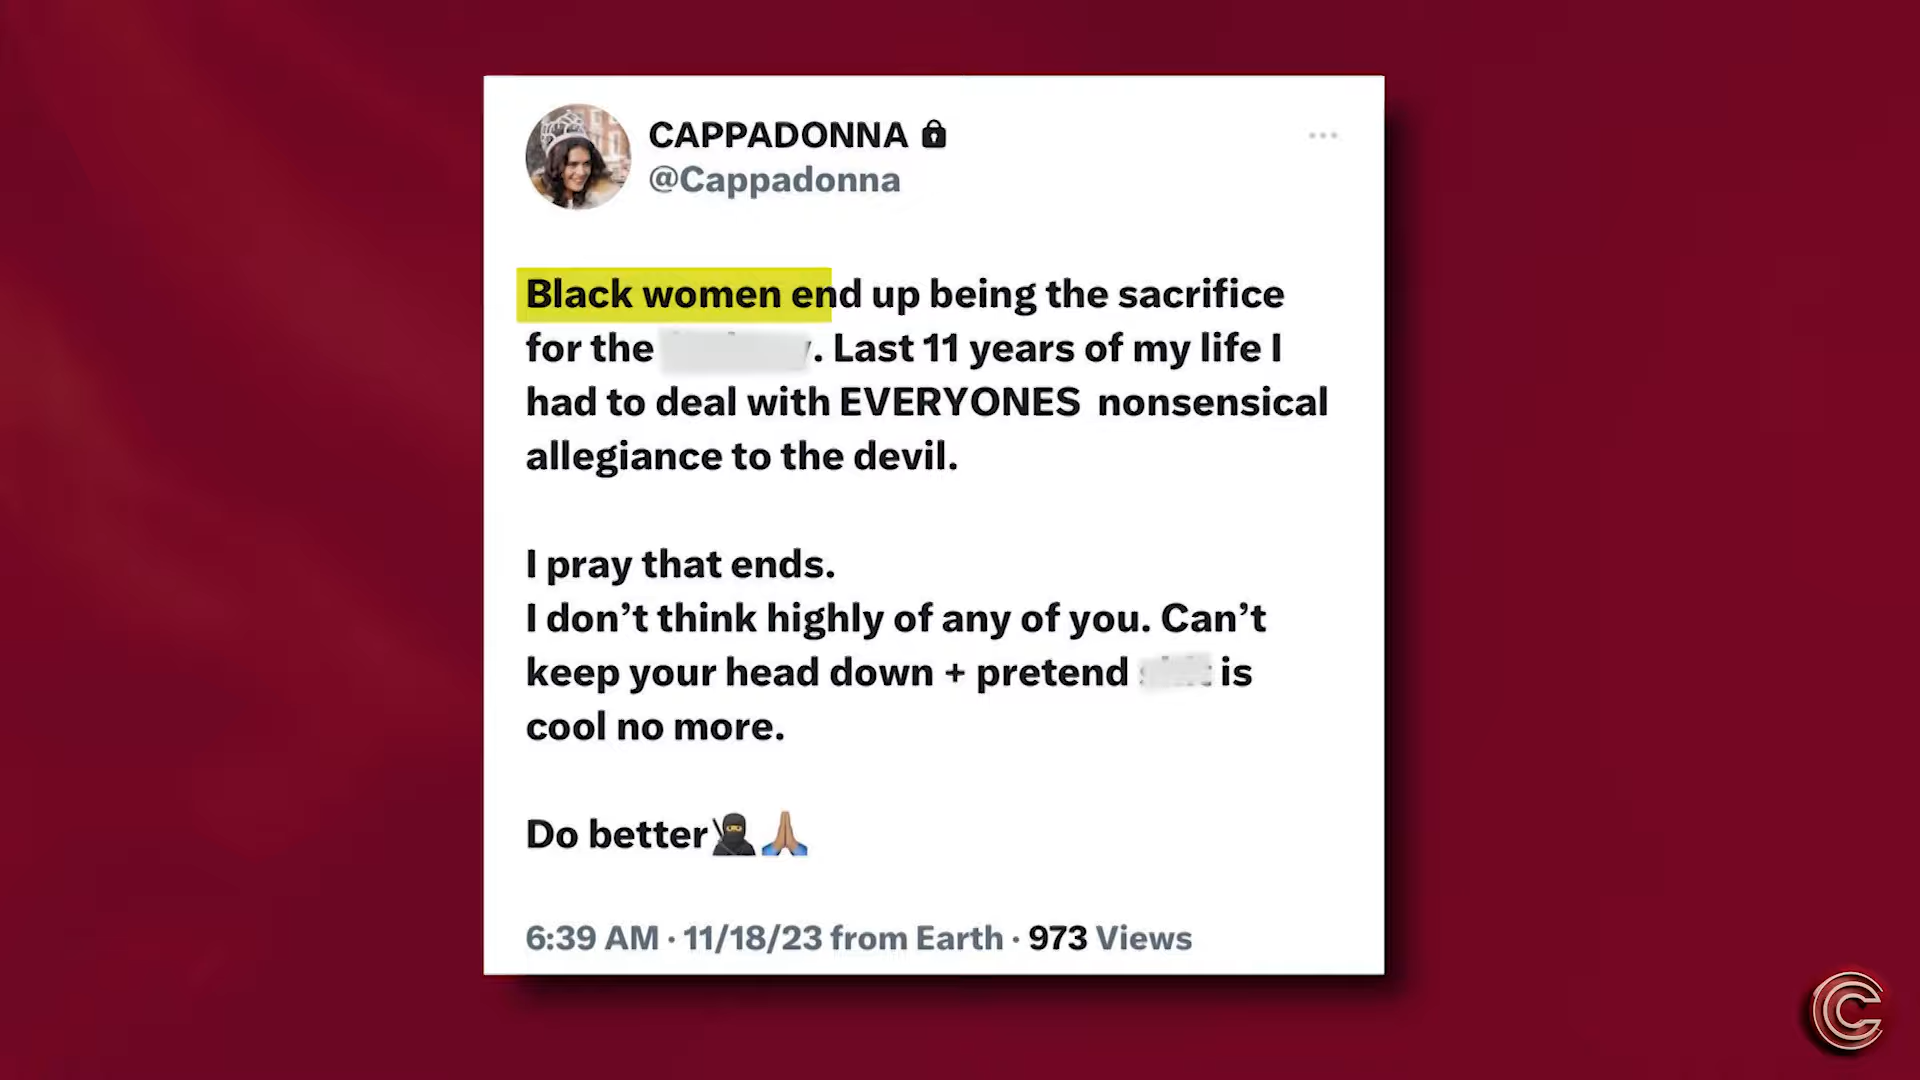 CAPPADONNA
@Cappadonna
Black women end up being the sacrifice
for the . Last 11 years of my life I
had to deal with EVERYONES nonsensical
allegiance to the devil.
I pray that ends.
I don’t think highly of any of you. Can’t
keep your head down + pretend is
cool no more.
Do better
6:39 AM · 11/18/23 from Earth · 973 Views